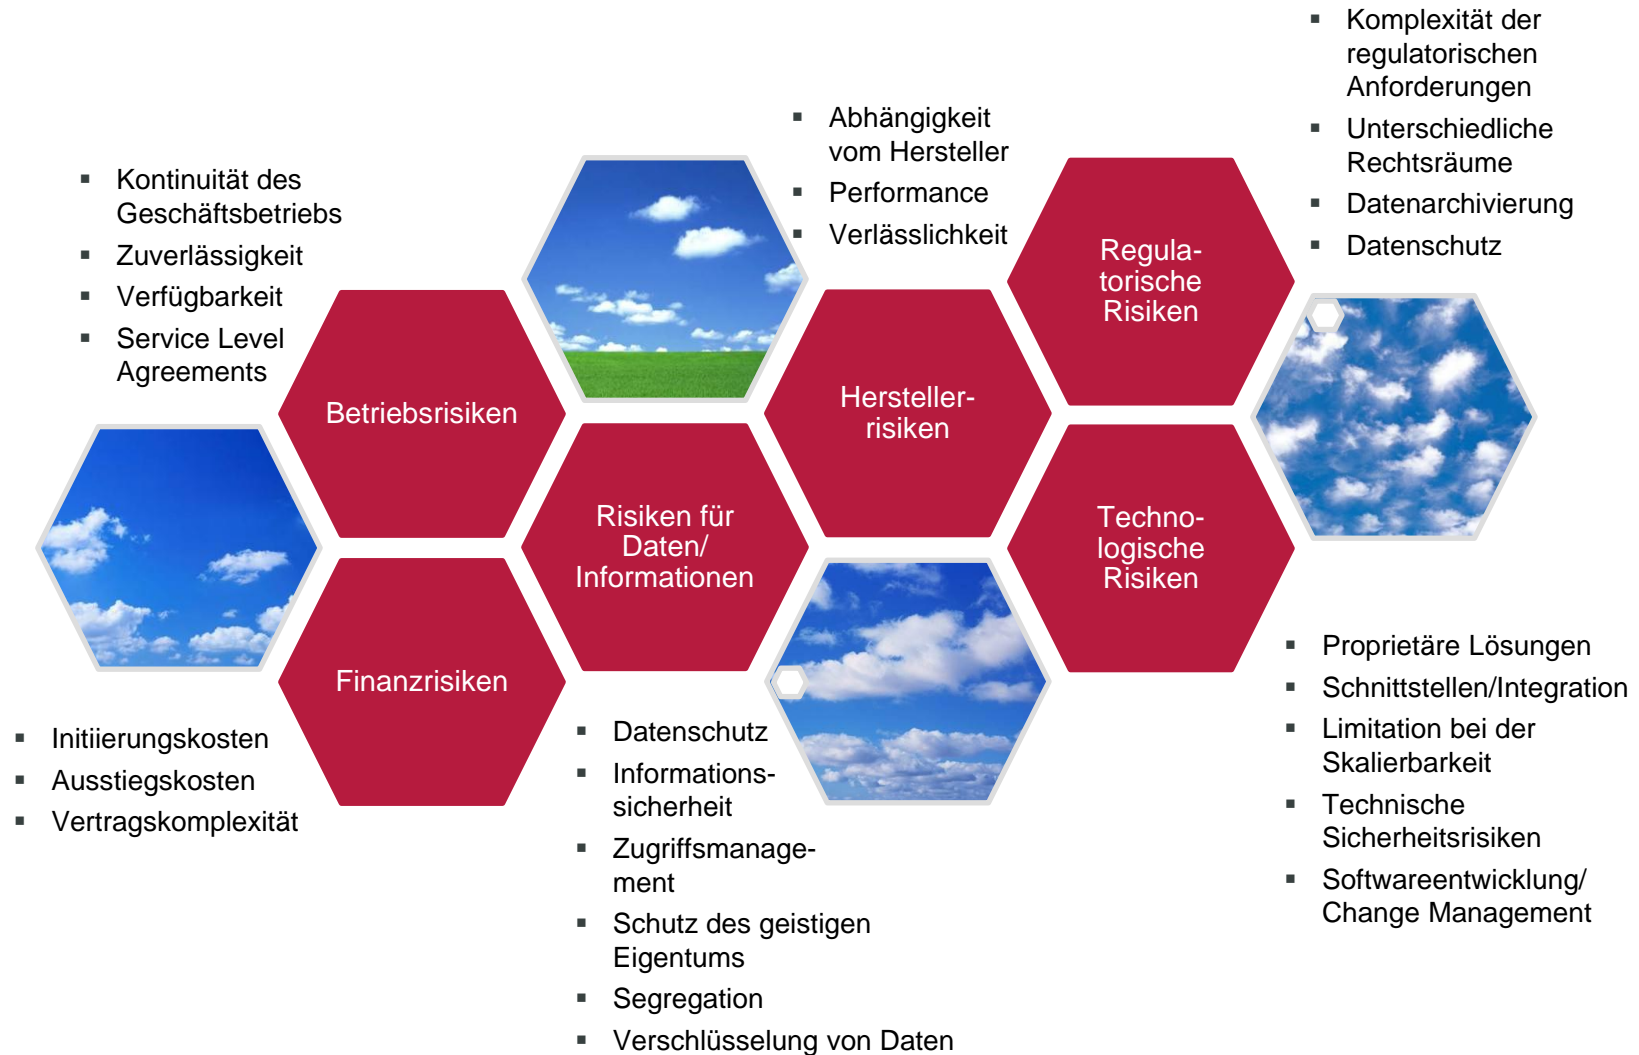 Kontinuität des
Geschäftsbetriebs
Zuverlässigkeit
Verfügbarkeit
Service Level
Agreements
Betriebsrisiken
Finanzrisiken
Initiierungskosten
Ausstiegskosten
Vertragskomplexität
Risiken für
Daten/
Informationen
Datenschutz
Informations-
sicherheit
Zugriffsmanage-
ment
Schutz des geistigen
Eigentums
Segregation
Verschlüsselung von Daten
Abhängigkeit
vom Hersteller
Performance
Verlässlichkeit
Hersteller-
risiken
Komplexität der
regulatorischen
Anforderungen
Unterschiedliche
Rechtsräume
Datenarchivierung
Datenschutz
Regula-
torische
Risiken
Techno-
logische
Risiken
Proprietäre Lösungen
Schnittstellen/Integration
Limitation bei der
Skalierbarkeit
Technische
Sicherheitsrisiken
Softwareentwicklung/
Change Management